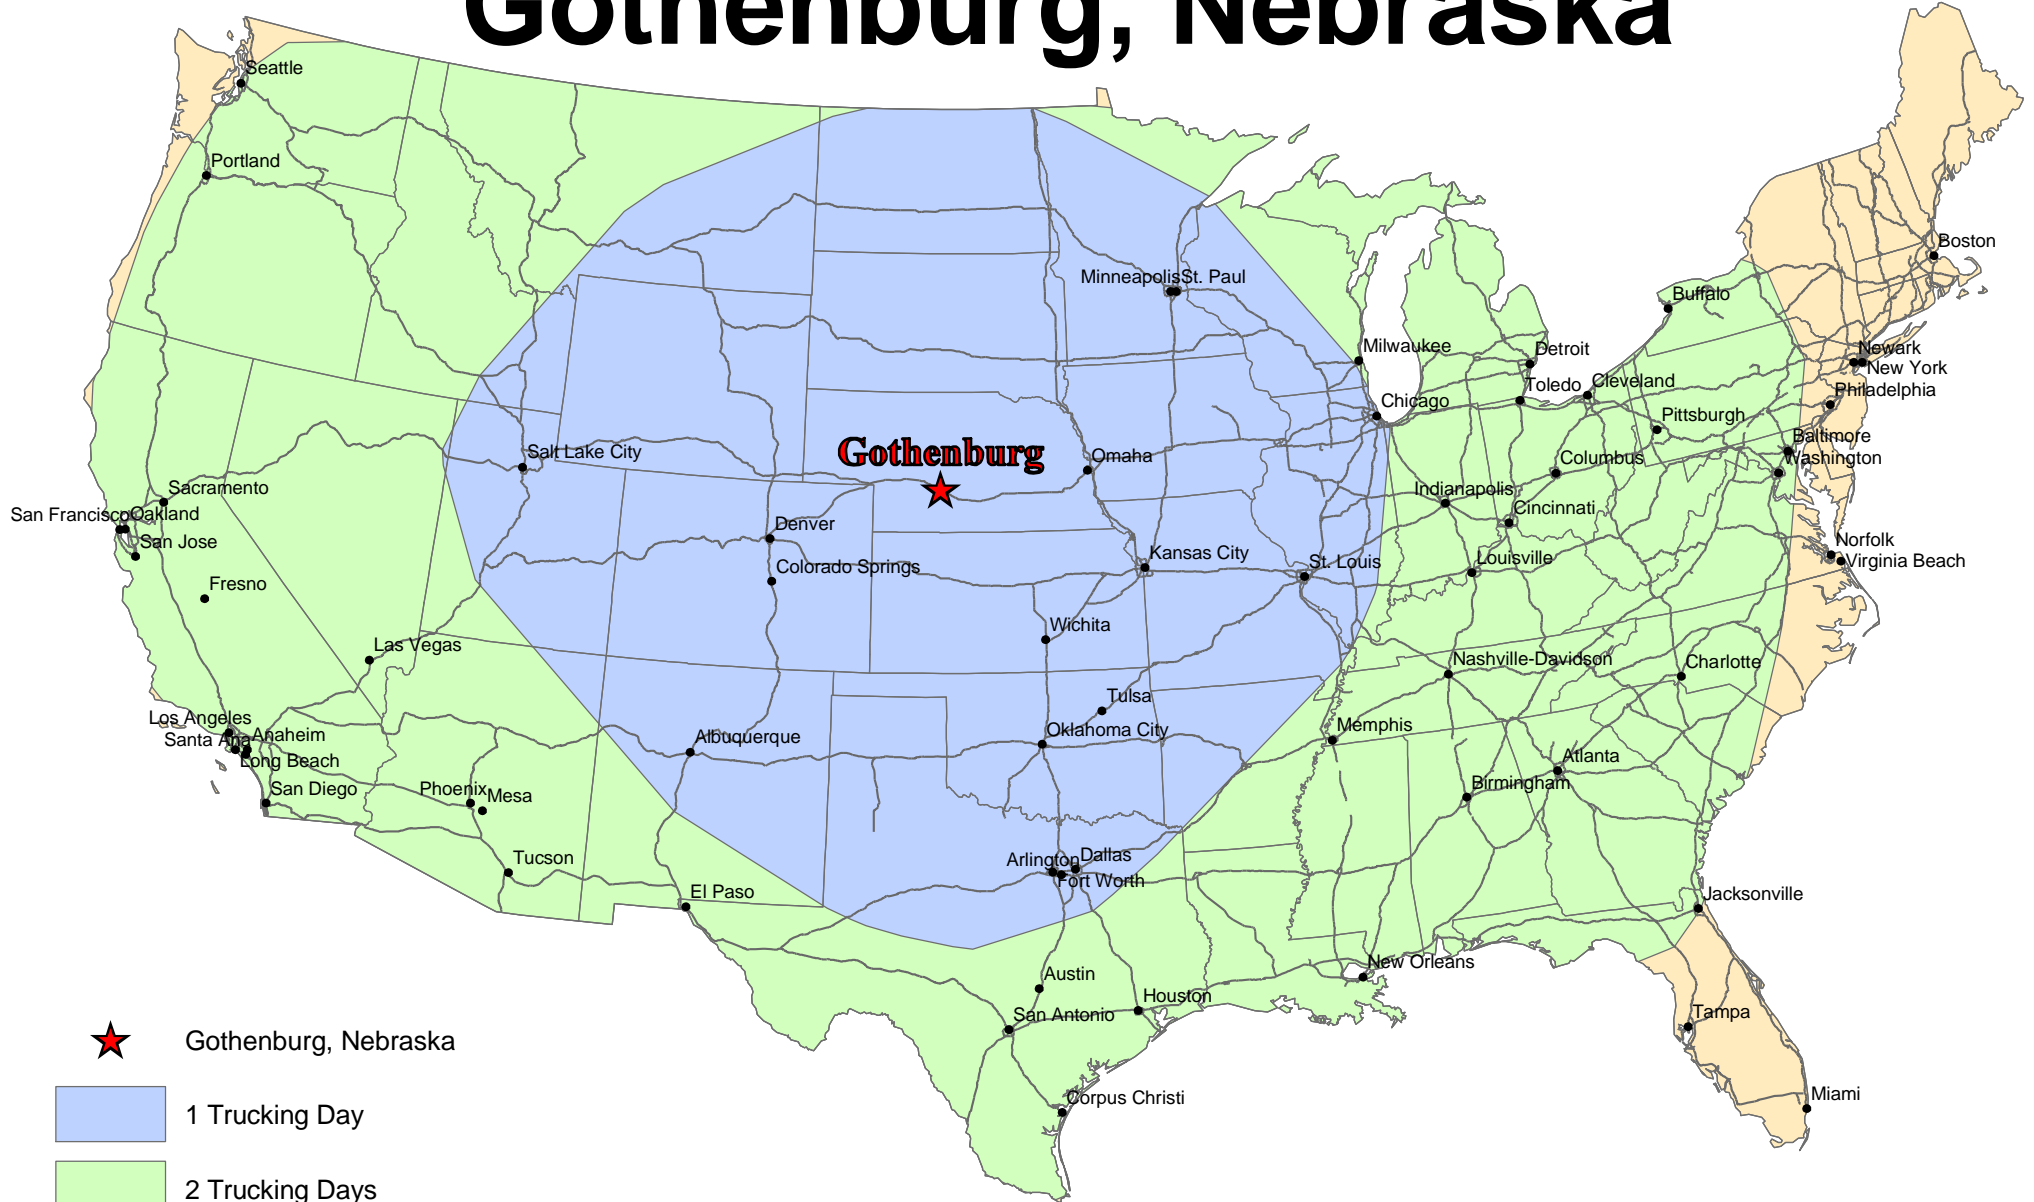 Gothenburg, Nebraska
Seattle
Portland
Boston
Minneapolis
St. Paul
Buffalo
Milwaukee
Detroit
Newark
New York
Toledo
Cleveland
Philadelphia
Chicago
Pittsburgh
Gothenburg
Salt Lake City
Omaha
Baltimore
Washington
Columbus
Sacramento
Indianapolis
Cincinnati
San Francisco
Oakland
Denver
San Jose
Norfolk
Kansas City
St. Louis
Louisville
Virginia Beach
Colorado Springs
Fresno
Wichita
Las Vegas
Nashville-Davidson
Charlotte
Tulsa
Los Angeles
Anaheim
Santa Ana
Albuquerque
Oklahoma City
Memphis
Long Beach
Atlanta
San Diego
Phoenix
Mesa
Birmingham
Tucson
Arlington
Dallas
Fort Worth
El Paso
Jacksonville
New Orleans
Austin
Houston
San Antonio
Tampa
Gothenburg, Nebraska
Corpus Christi
Miami
1 Trucking Day
2 Trucking Days